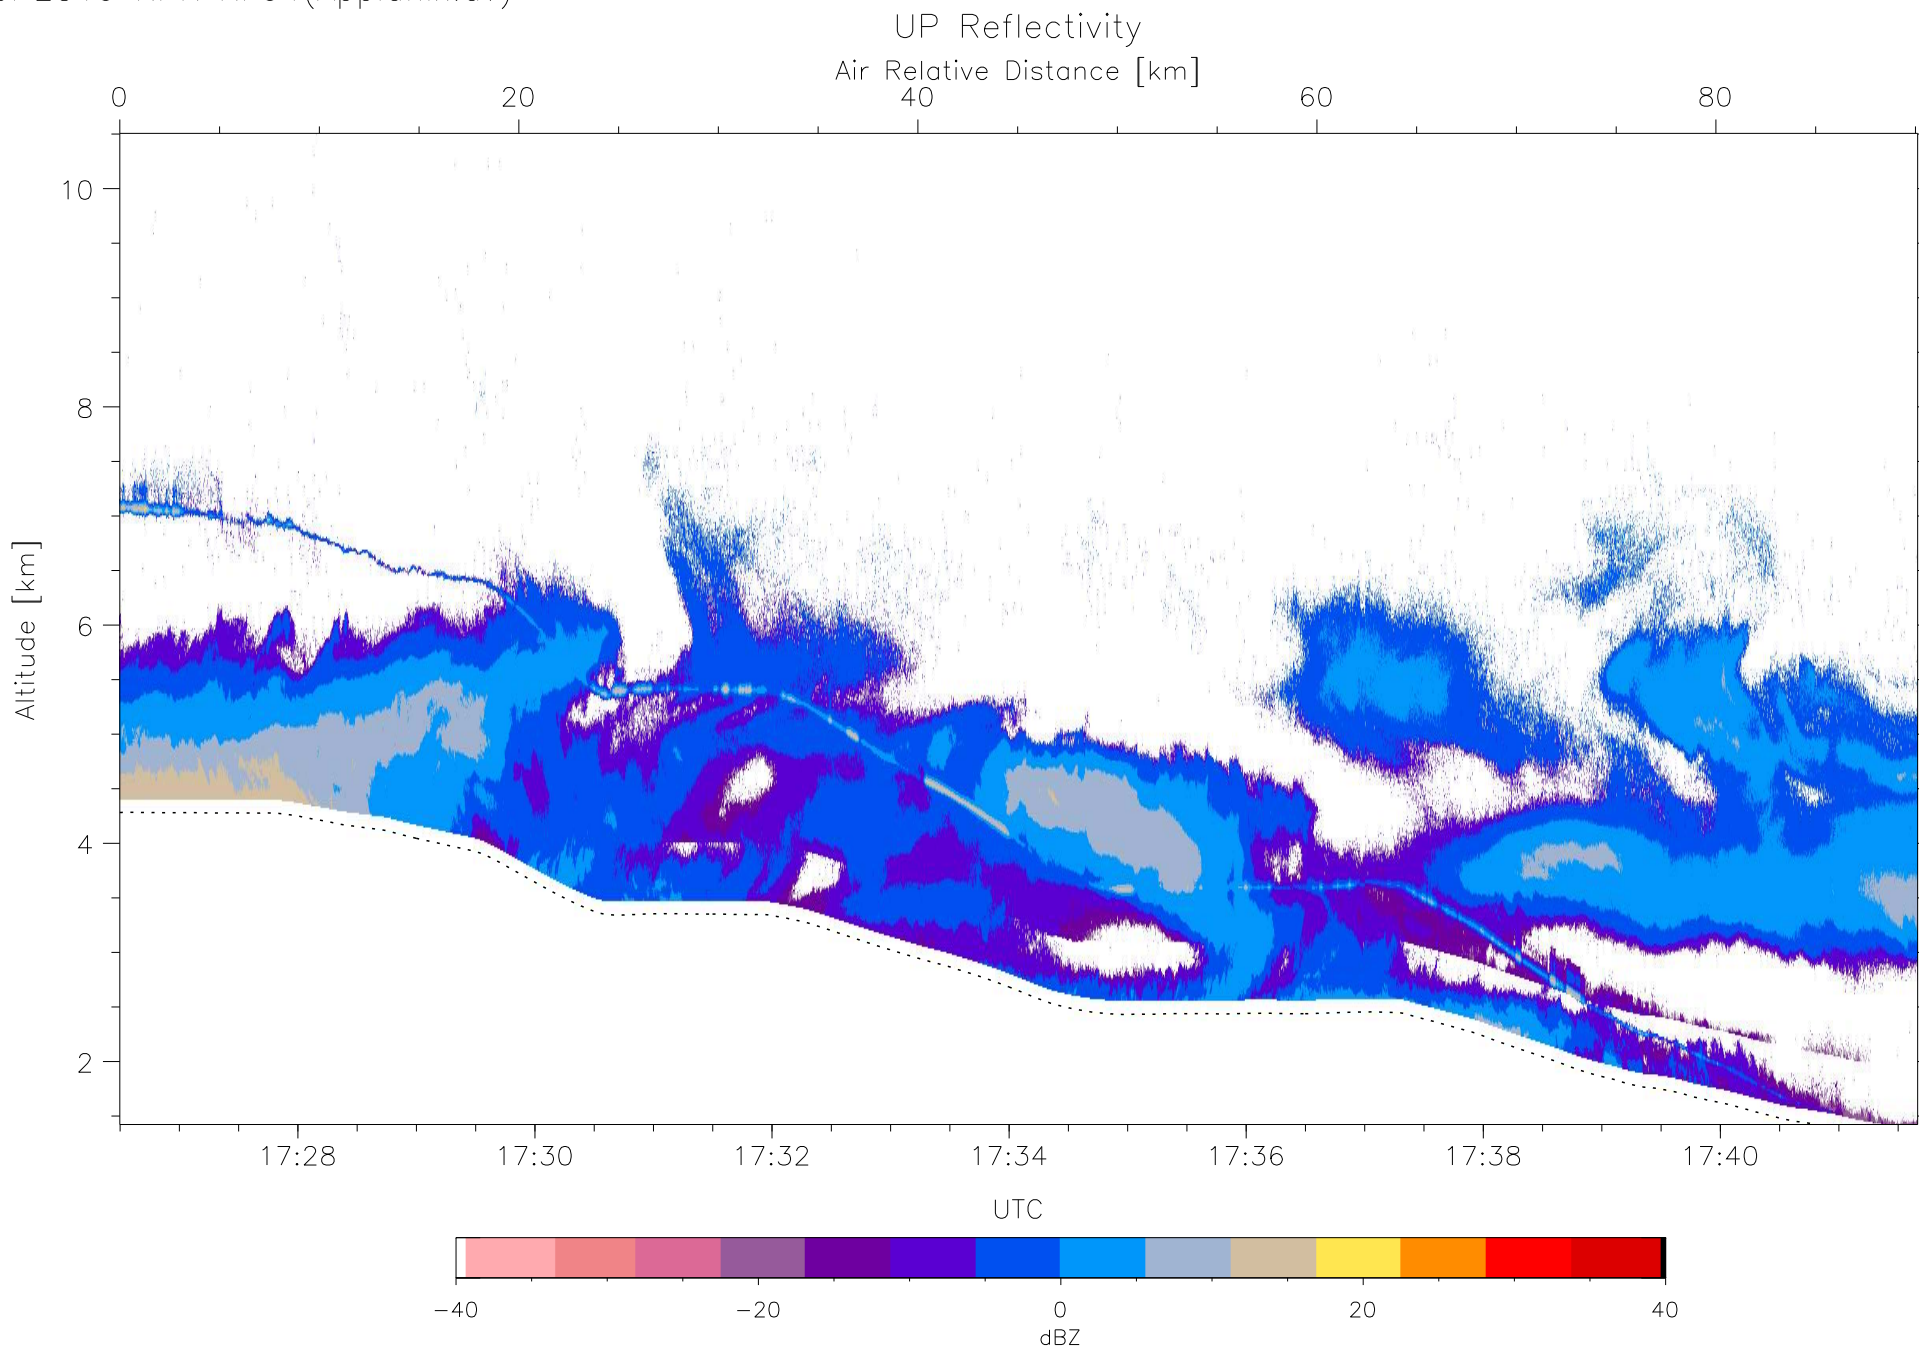 UP Reflectivity
Air Relative Distance [km]
0 20 40 60 80
Altitude [km]
10
8
6
4
2
17:28 17:30 17:32 17:34 17:36 17:38 17:40
UTC
-40 -20 0 20 40
dBZ